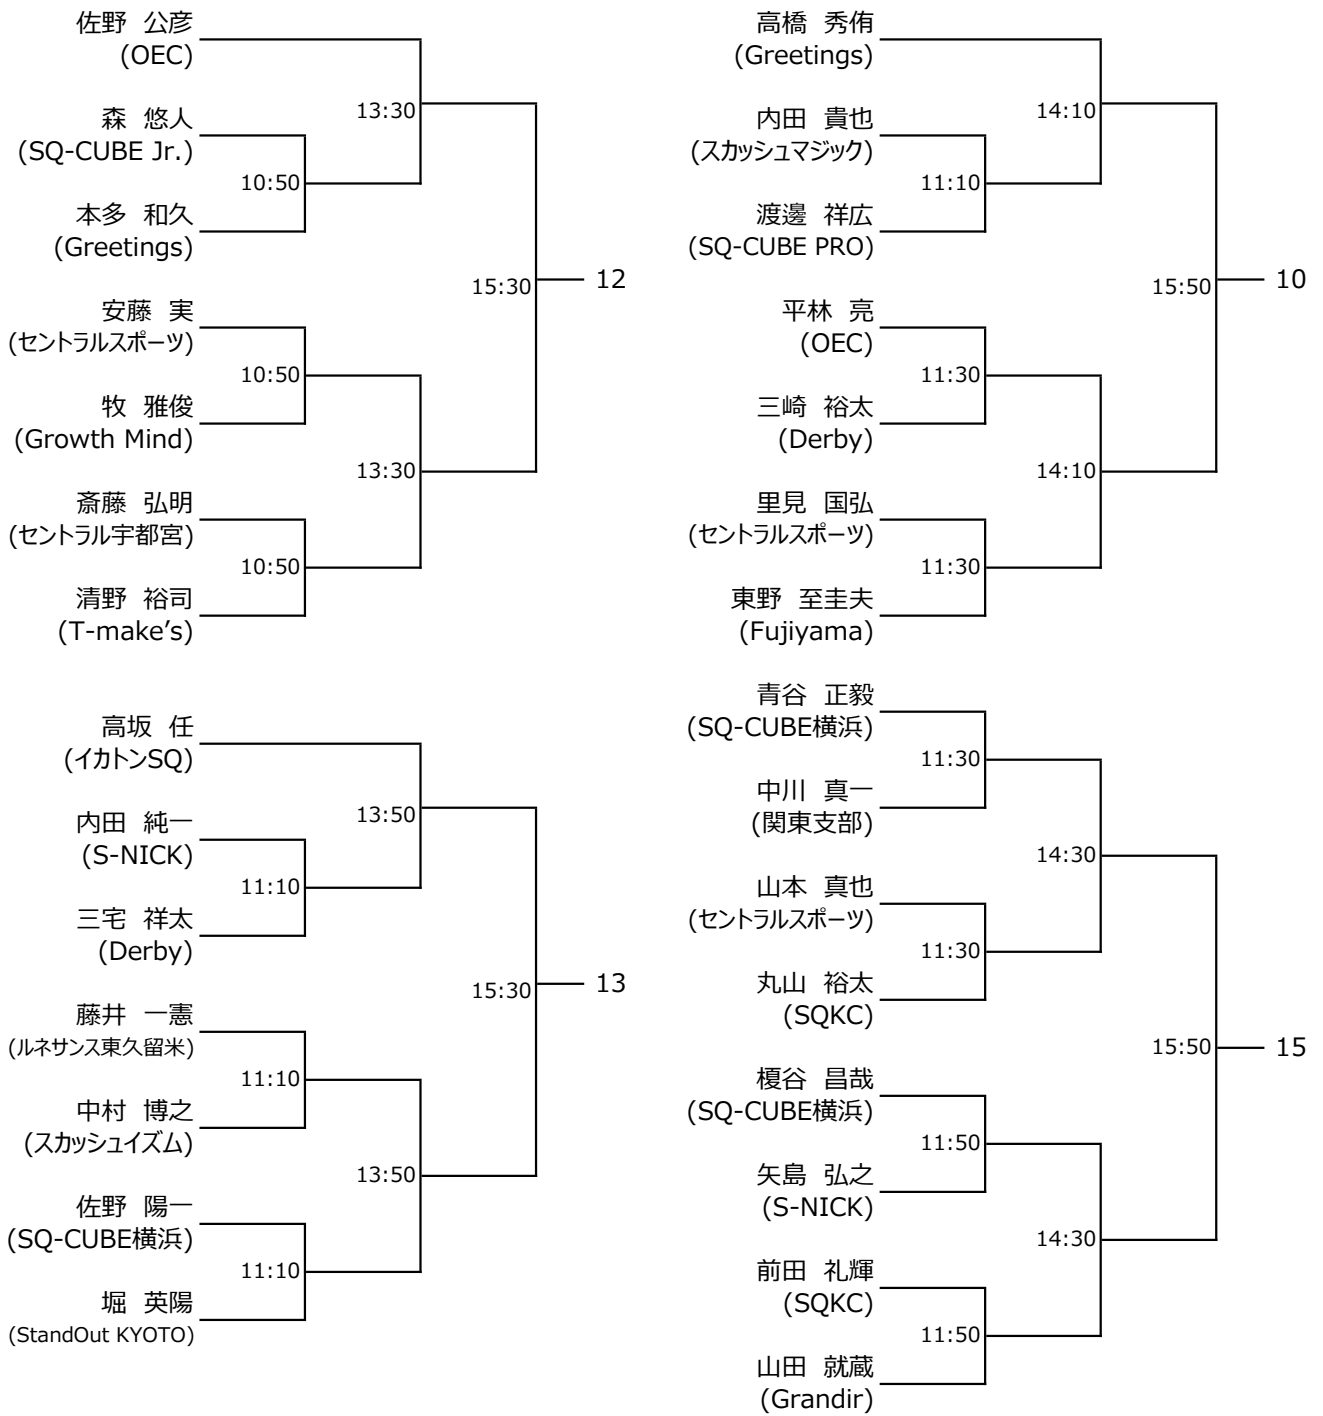 佐野 公彦
(OEC)
13:30
森 悠人
(SQ-CUBE Jr.)
10:50
本多 和久
(Greetings)
15:30
12
安藤 実
(セントラルスポーツ)
10:50
牧 雅俊
(Growth Mind)
13:30
斎藤 弘明
(セントラル宇都宮)
10:50
清野 裕司
(T-make's)
高坂 任
(イカトンSQ)
13:50
内田 純一
(S-NICK)
11:10
三宅 祥太
(Derby)
15:30
13
藤井 一憲
(ルネサンス東久留米)
11:10
中村 博之
(スカッシュイズム)
13:50
佐野 陽一
(SQ-CUBE横浜)
11:10
堀 英陽
(StandOut KYOTO)
高橋 秀侑
(Greetings)
14:10
内田 貴也
(スカッシュマジック)
11:10
渡邊 祥広
(SQ-CUBE PRO)
15:50
10
平林 亮
(OEC)
11:30
三崎 裕太
(Derby)
14:10
里見 国弘
(セントラルスポーツ)
11:30
東野 至圭夫
(Fujiyama)
青谷 正毅
(SQ-CUBE横浜)
11:30
中川 真一
(関東支部)
14:30
山本 真也
(セントラルスポーツ)
11:30
丸山 裕太
(SQKC)
15:50
15
榎谷 昌哉
(SQ-CUBE横浜)
11:50
矢島 弘之
(S-NICK)
14:30
前田 礼輝
(SQKC)
11:50
山田 就蔵
(Grandir)